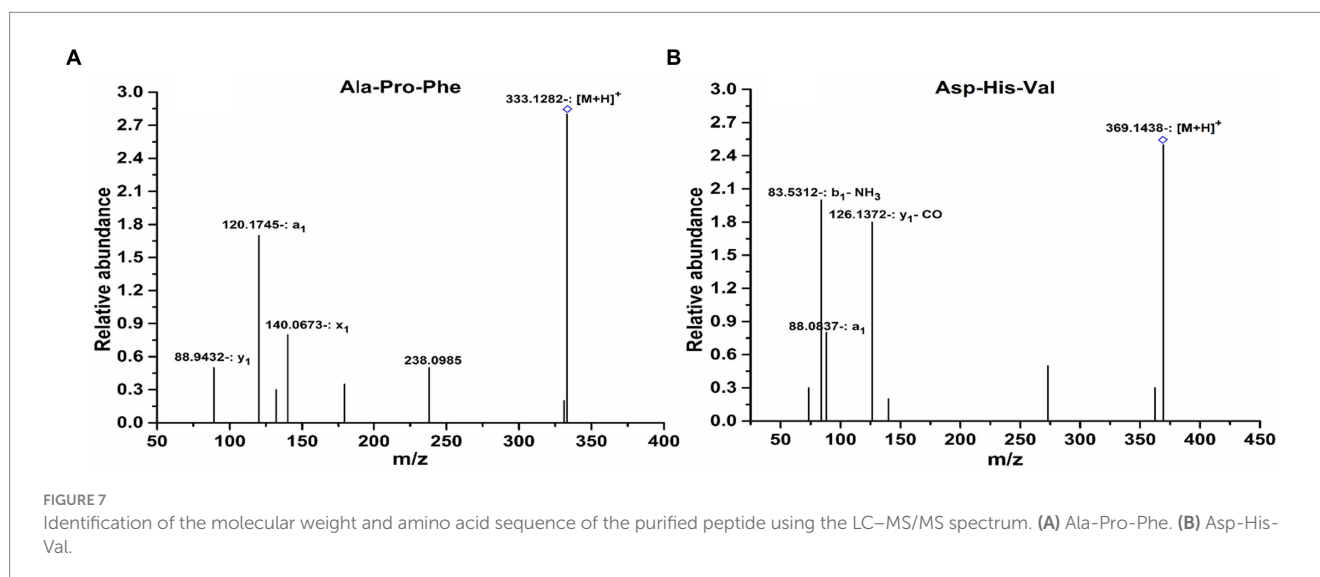 A
Ala-Pro-Phe
Relative abundance
3.0
2.7
2.4
2.1
1.8
1.5
1.2
0.9
0.6
0.3
0.0
333.1282-: [M+H]+
120.1745-: a1
140.0673-: x1
88.9432-: y1
238.0985
50 100 150 200 250 300 350 400
m/z
B
Asp-His-Val
Relative abundance
3.0
2.7
2.4
2.1
1.8
1.5
1.2
0.9
0.6
0.3
0.0
369.1438-: [M+H]+
83.5312-: b1- NH3
126.1372-: y1- CO
88.0837-: a1
50 100 150 200 250 300 350 400 450
m/z
FIGURE 7
Identification of the molecular weight and amino acid sequence of the purified peptide using the LC–MS/MS spectrum. (A) Ala-Pro-Phe. (B) Asp-His-
Val.